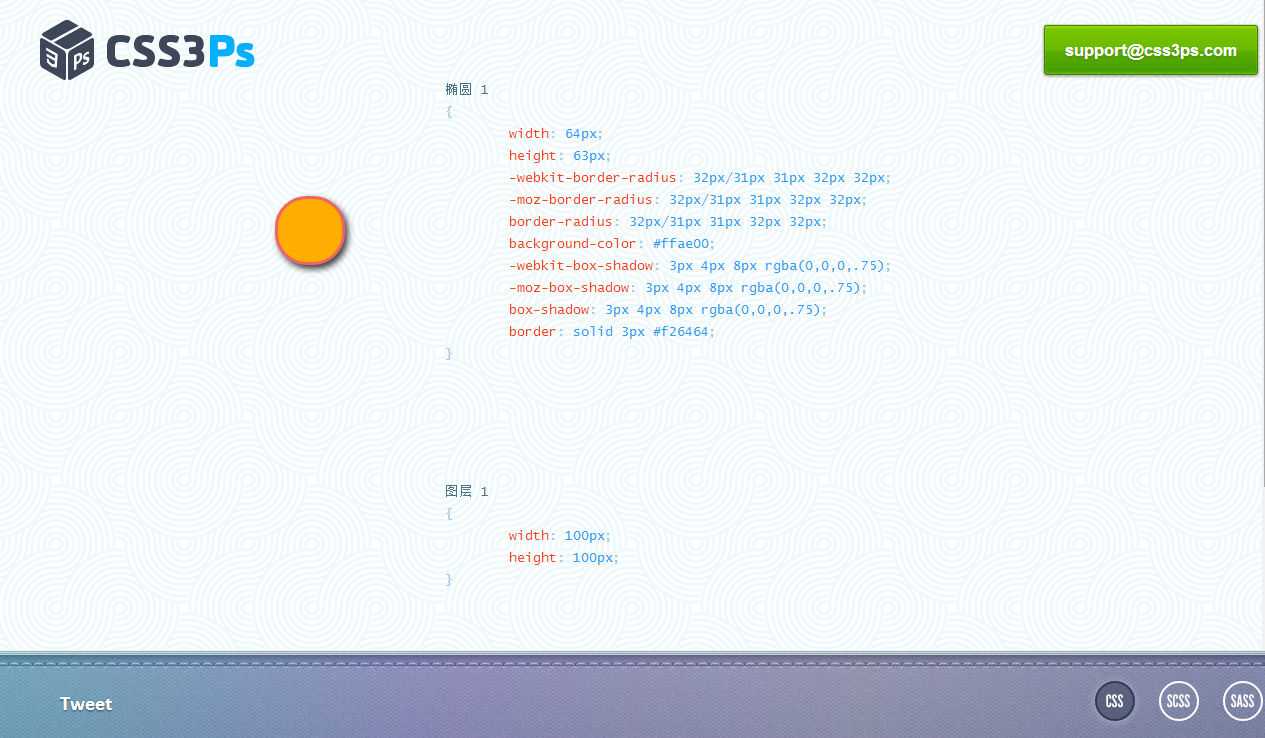 CSS3Ps
support@css3ps.com
椭圆 1
{
width: 64px;
height: 63px;
-webkit-border-radius: 32px/31px 31px 32px 32px;
-moz-border-radius: 32px/31px 31px 32px 32px;
border-radius: 32px/31px 31px 32px 32px;
background-color: #ffae00;
-webkit-box-shadow: 3px 4px 8px rgba(0,0,0,.75);
-moz-box-shadow: 3px 4px 8px rgba(0,0,0,.75);
box-shadow: 3px 4px 8px rgba(0,0,0,.75);
border: solid 3px #f26464;
}
图层 1
{
width: 100px;
height: 100px;
}
Tweet
CSS
SCSS
SASS